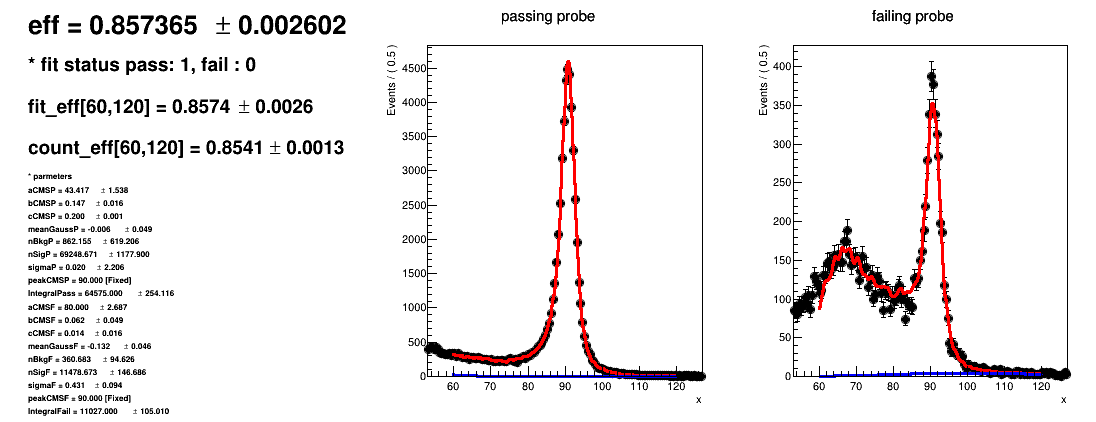 eff = 0.857365 ± 0.002602
* fit status pass: 1, fail : 0
fit_eff[60,120] = 0.8574 ± 0.0026
count_eff[60,120] = 0.8541 ± 0.0013
* parmeters
aCMSP = 43.417 ± 1.538
bCMSP = 0.147 ± 0.016
cCMSP = 0.200 ± 0.001
meanGaussP = -0.006 ± 0.049
nBkgP = 862.155 ± 619.206
nSigP = 69248.671 ± 1177.900
sigmaP = 0.020 ± 2.206
peakCMSP = 90.000 [Fixed]
IntegralPass = 64575.000 ± 254.116
aCMSF = 80.000 ± 2.687
bCMSF = 0.062 ± 0.049
cCMSF = 0.014 ± 0.016
meanGaussF = -0.132 ± 0.046
nBkgF = 360.683 ± 94.626
nSigF = 11478.673 ± 146.686
sigmaF = 0.431 ± 0.094
peakCMSF = 90.000 [Fixed]
IntegralFail = 11027.000 ± 105.010
passing probe
Events / ( 0.5 )
4500
4000
3500
3000
2500
2000
1500
1000
500
0
60 70 80 90 100 110 120
x
failing probe
Events / ( 0.5 )
400
350
300
250
200
150
100
50
0
60 70 80 90 100 110 120
x